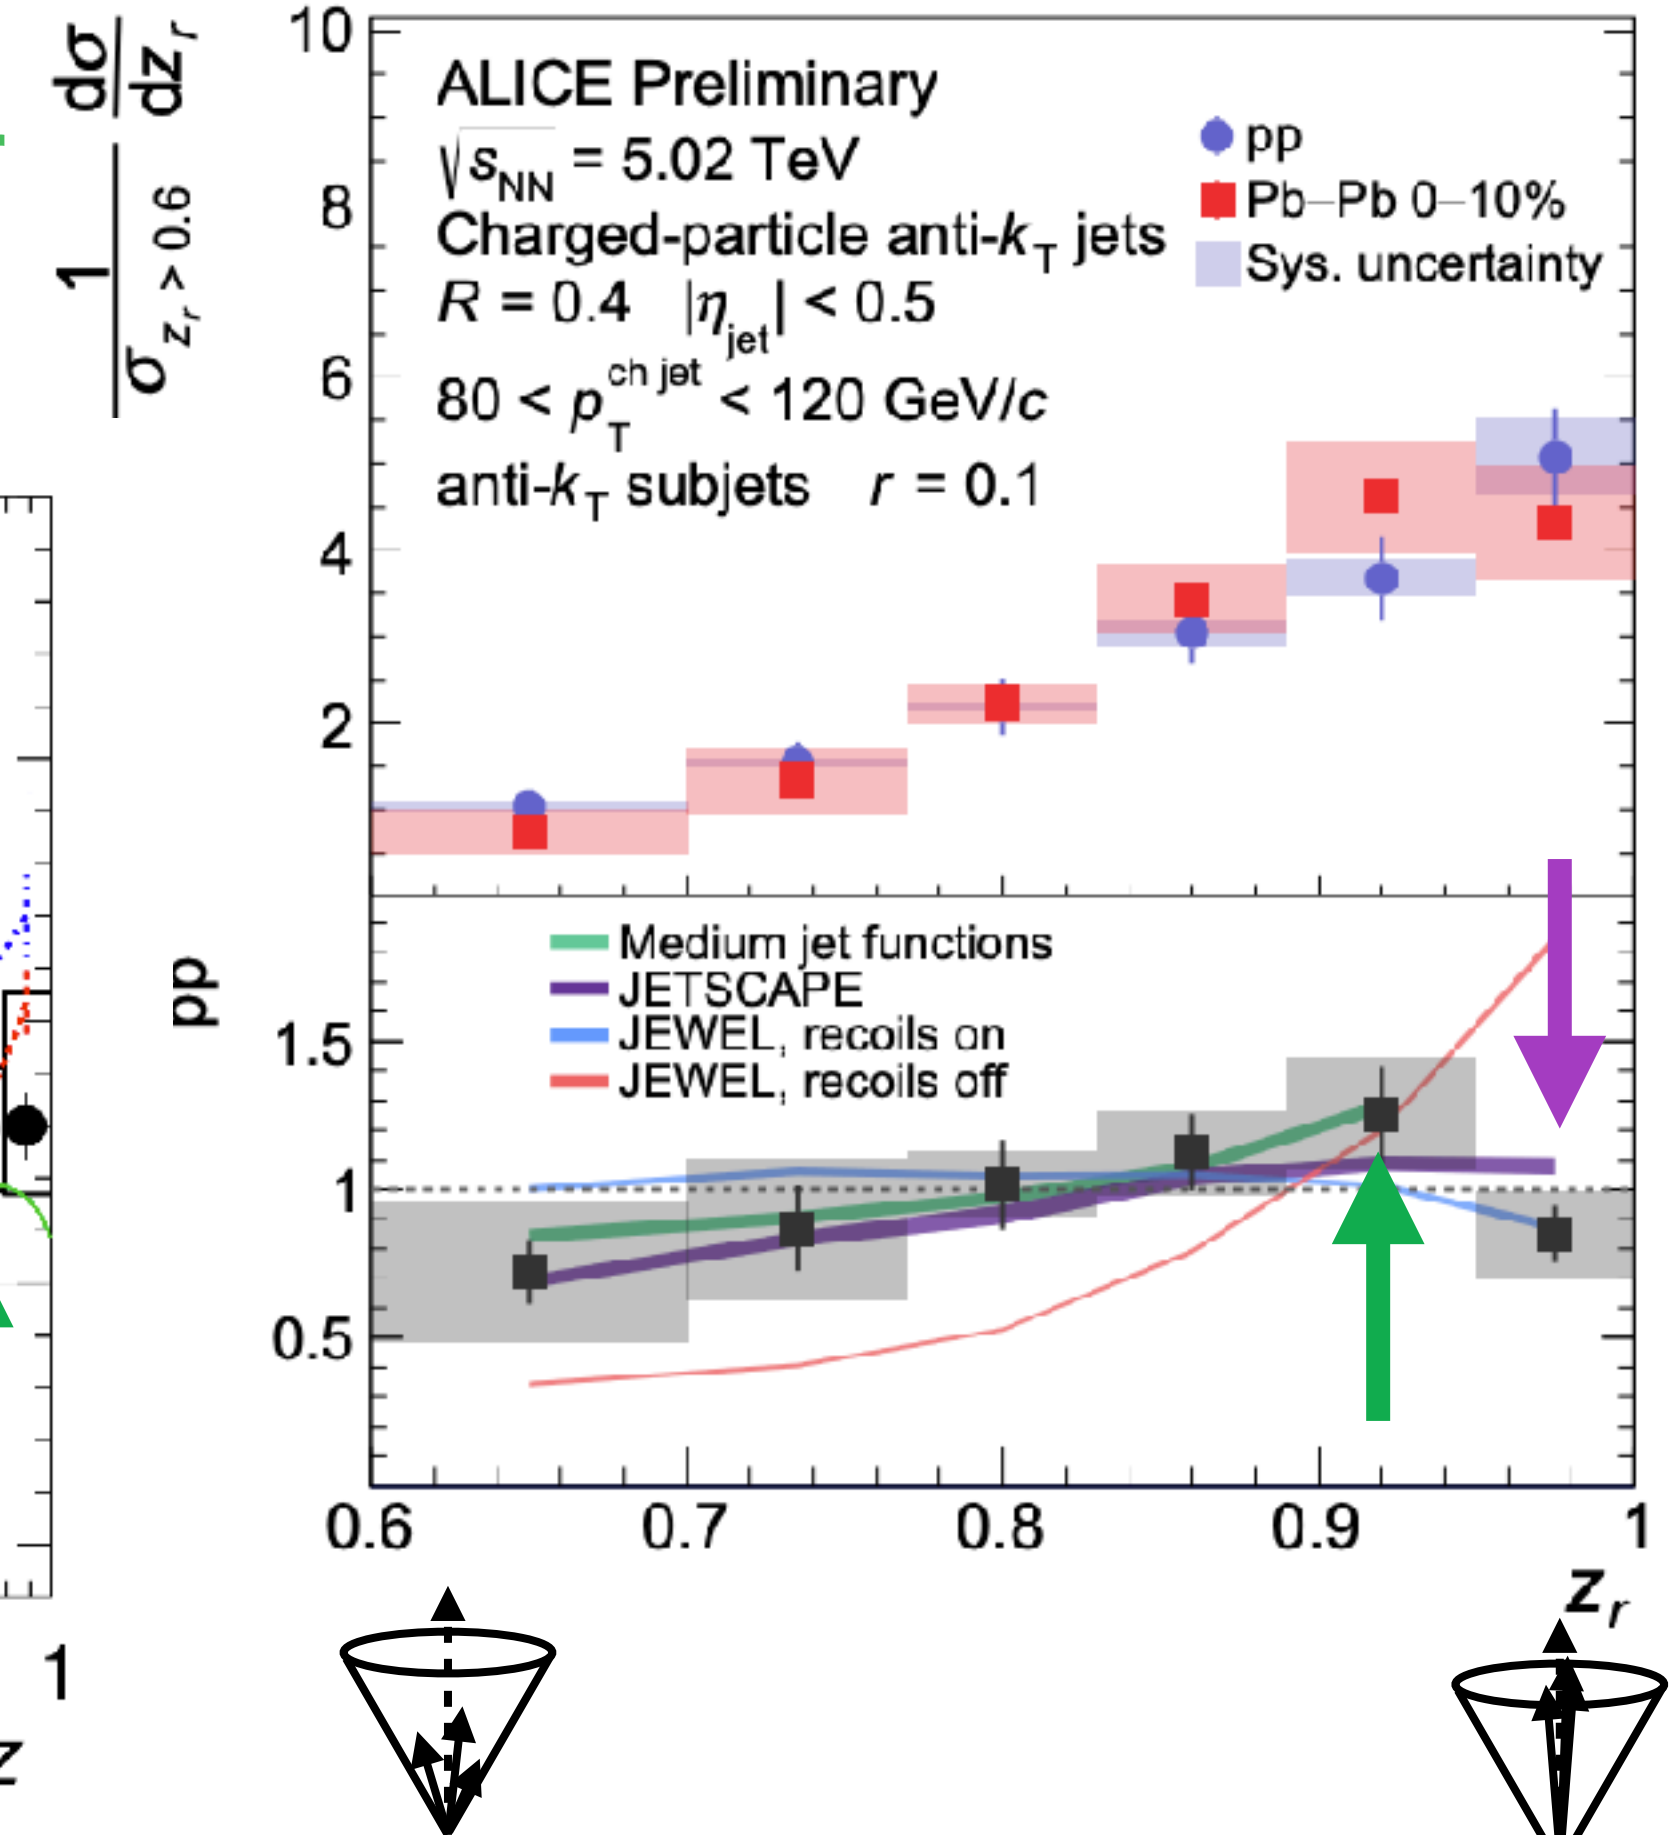 1/σ_{z_r > 0.6} dσ/dz_r
10
8
6
4
2
ALICE Preliminary
√s_NN = 5.02 TeV
Charged-particle anti-k_T jets
R = 0.4 |η_jet| < 0.5
80 < p_T^{ch jet} < 120 GeV/c
anti-k_T subjets r = 0.1
pp
Pb–Pb 0–10%
Sys. uncertainty
pp
1.5
1
0.5
Medium jet functions
JETSCAPE
JEWEL, recoils on
JEWEL, recoils off
0.6 0.7 0.8 0.9 1
z_r
1
z